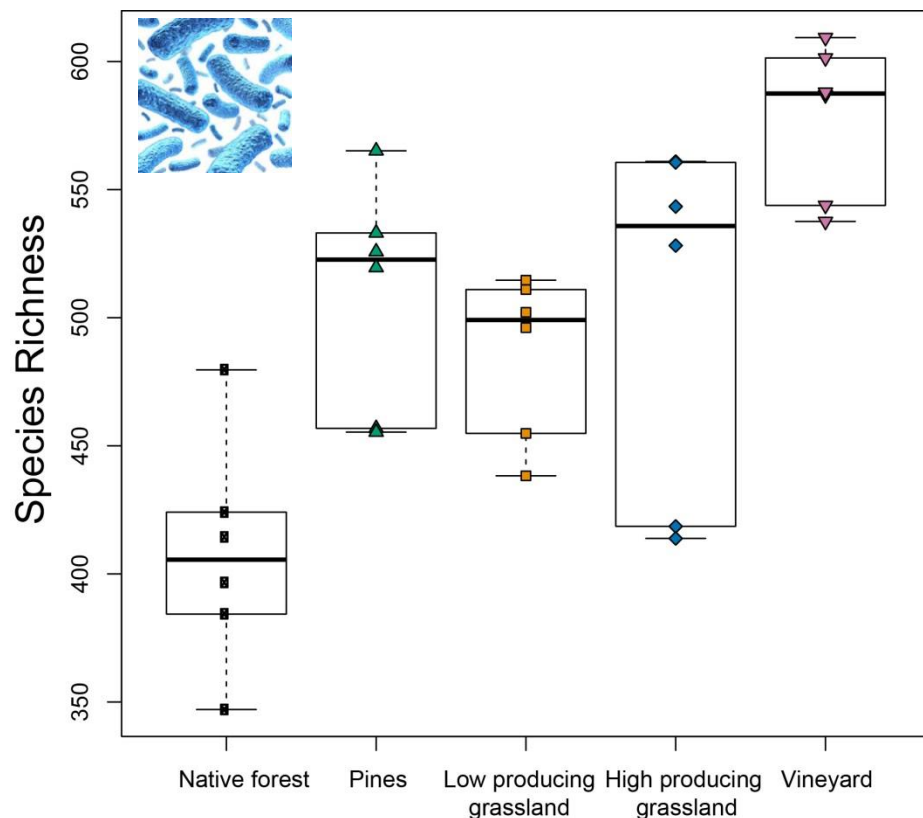 Species Richness
600
550
500
450
400
350
Native forest
Pines
Low producing
grassland
High producing
grassland
Vineyard